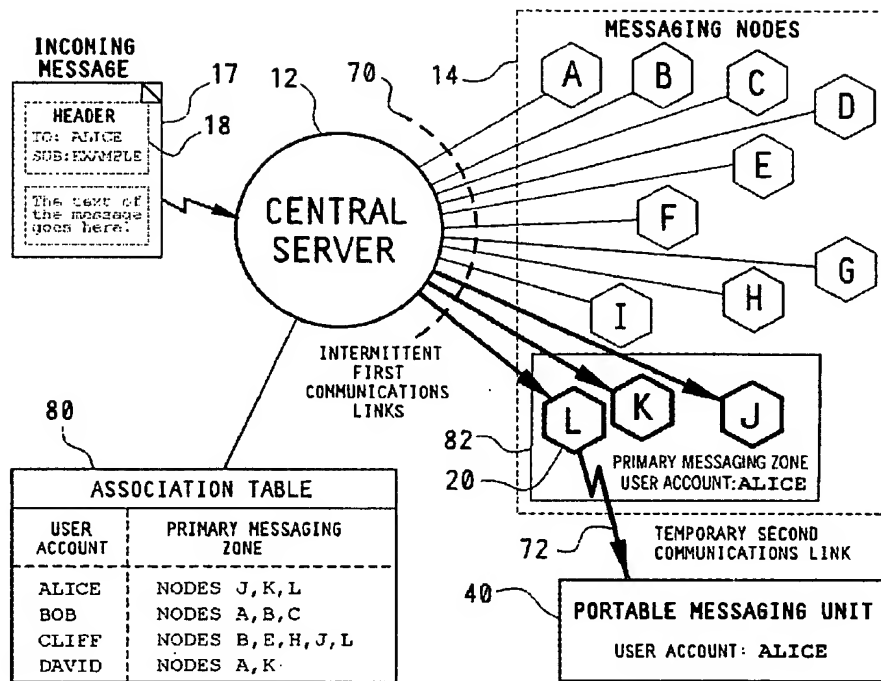 INCOMING
MESSAGE
17
HEADER
18
TO: ALICE
SUB:EXAMPLE
The text of
the message
goes here.
12
CENTRAL
SERVER
70
INTERMITTENT
FIRST
COMMUNICATIONS
LINKS
MESSAGING NODES
14
A
B
C
D
E
F
G
H
I
L
K
J
82
20
PRIMARY MESSAGING ZONE
USER ACCOUNT:ALICE
72
TEMPORARY SECOND
COMMUNICATIONS LINK
40
PORTABLE MESSAGING UNIT
USER ACCOUNT: ALICE
80
ASSOCIATION TABLE
USER ACCOUNT PRIMARY MESSAGING ZONE
ALICE NODES J,K,L
BOB NODES A,B,C
CLIFF NODES B,E,H,J,L
DAVID NODES A,K